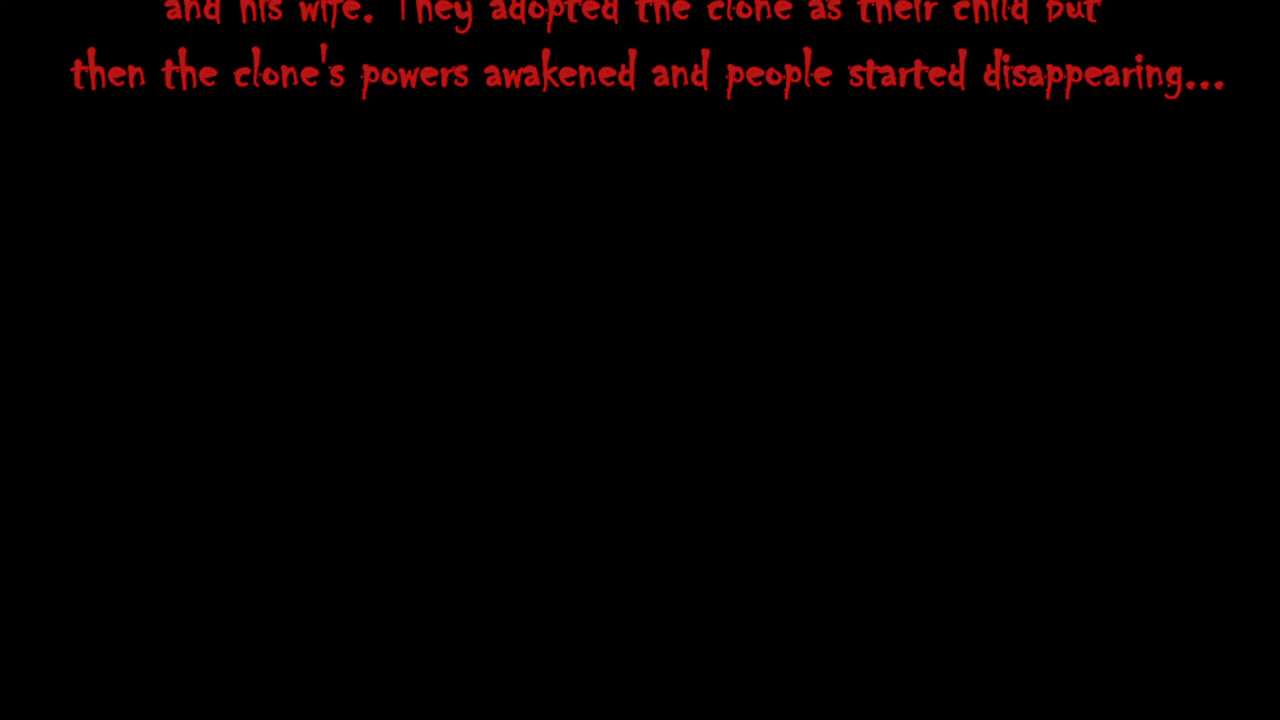 and his wife. They adopted the clone as their child but
then the clone's powers awakened and people started disappearing...